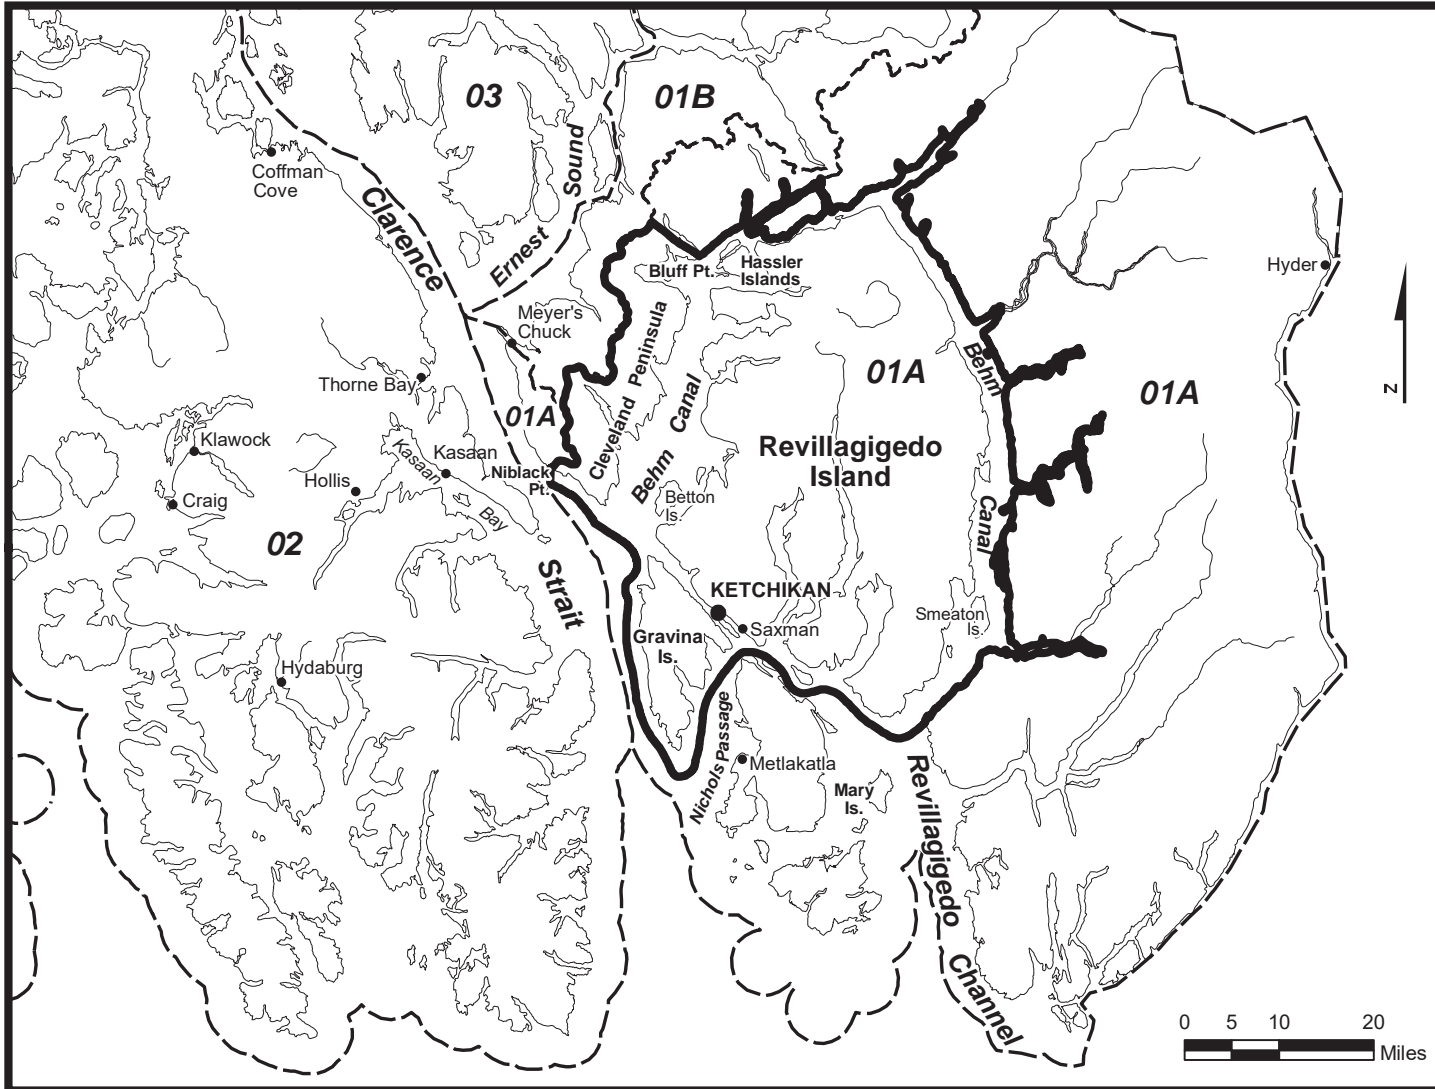 03
01B
Coffman
Cove
Clarence
Sound
Ernest
Bluff Pt.
Hassler
Islands
Hyder
Meyer's
Chuck
Cleveland Peninsula
Behm
01A
01A
Thorne Bay
01A
Behm Canal
Klawock
Kasaan
Kasaan
Bay
Revillagigedo
Island
Niblack
Pt.
Hollis
Craig
Betton
Is.
Canal
02
Strait
KETCHIKAN
Saxman
Smeaton
Is.
Gravina
Is.
Hydaburg
Nichols Passage
Metlakatla
Mary
Is.
Revillagigedo
Channel
N
0 5 10 20
Miles